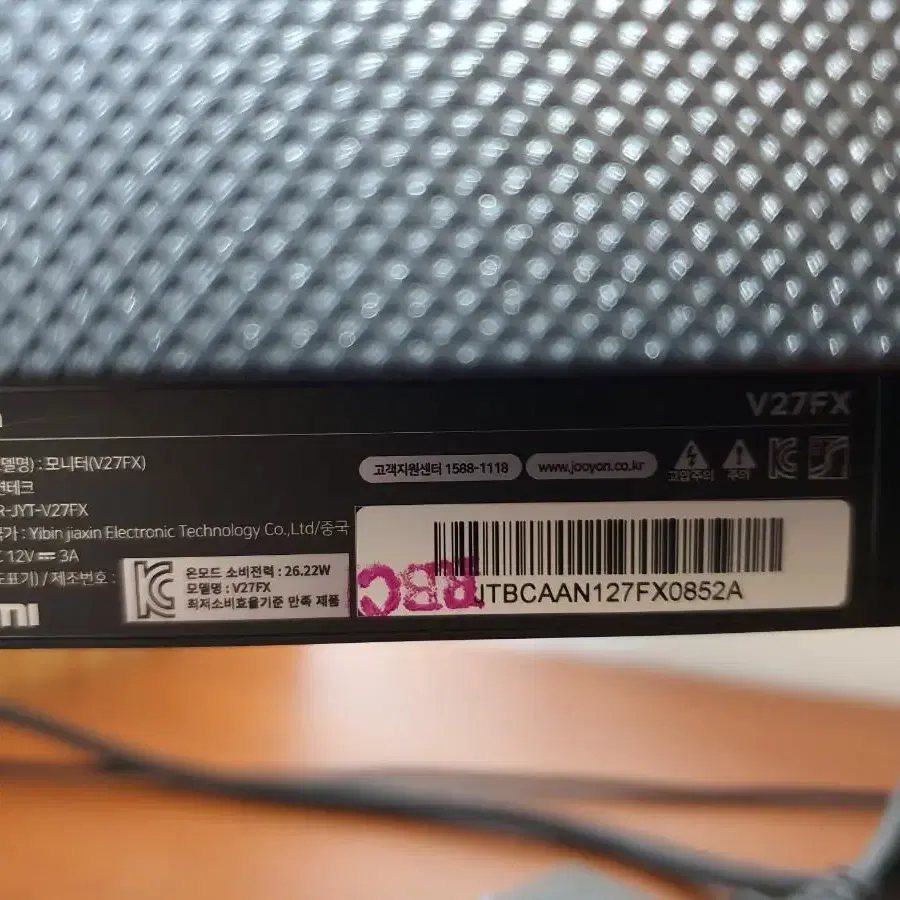 V27FX
델명) : 모니터(V27FX)
연테크
R-JYT-V27FX
고객지원센터 1588-1118
www.jooyon.co.kr
고압주의
주의
국가 : Yibin jiaxin Electronic Technology Co.,Ltd/중국
C 12V⎓3A
도표기) / 제조번호 :
온모드 소비전력 : 26.22W
모델명 : V27FX
최저소비효율기준 만족 제품
RBC
JTBCAAN127FX0852A